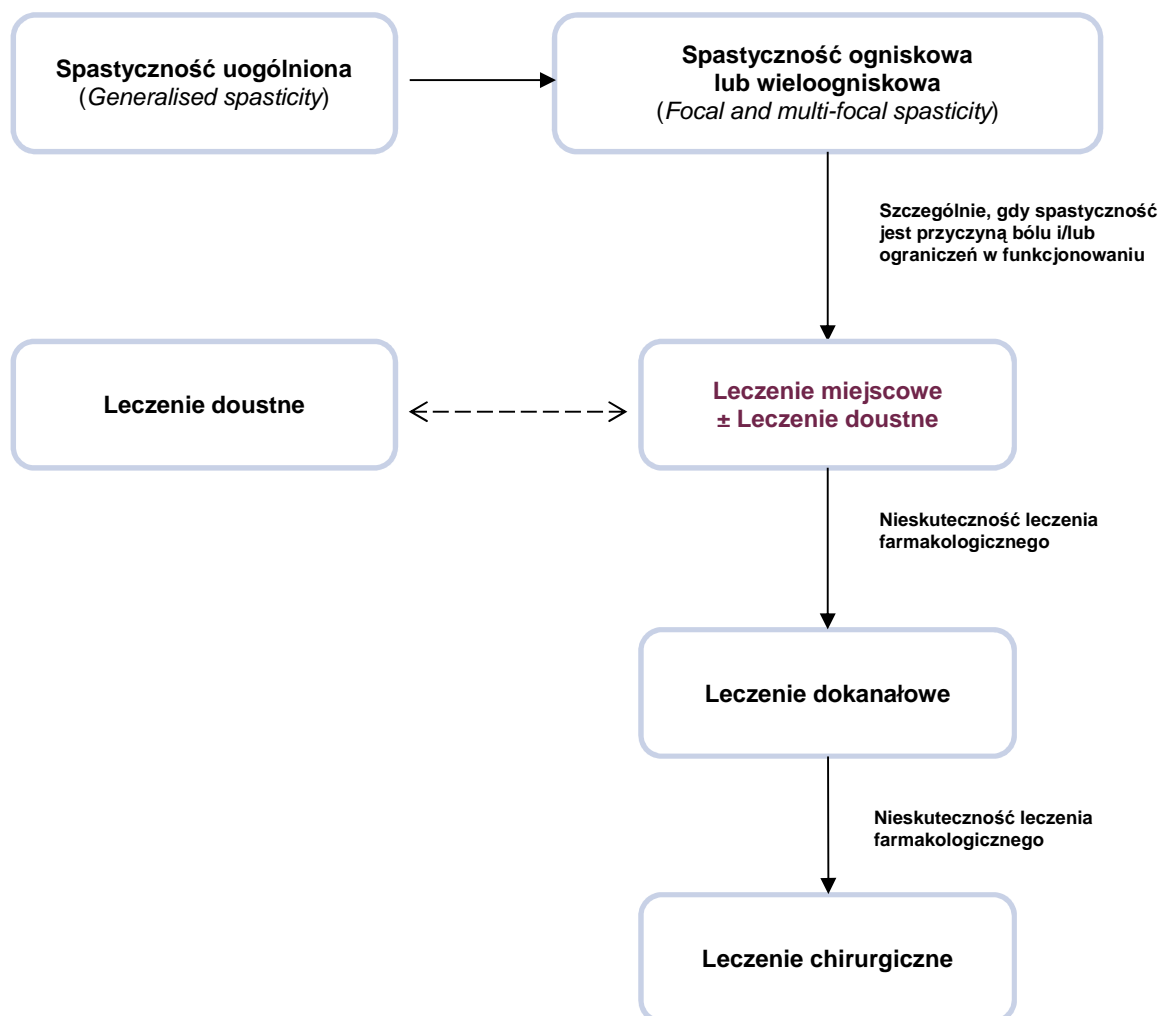 Spastyczność uogólniona
(Generalised spasticity)
Spastyczność ogniskowa
lub wieloogniskowa
(Focal and multi-focal spasticity)
Szczególnie, gdy spastyczność
jest przyczyną bólu i/lub
ograniczeń w funkcjonowaniu
Leczenie doustne
Leczenie miejscowe
± Leczenie doustne
Nieskuteczność leczenia
farmakologicznego
Leczenie dokanałowe
Nieskuteczność leczenia
farmakologicznego
Leczenie chirurgiczne